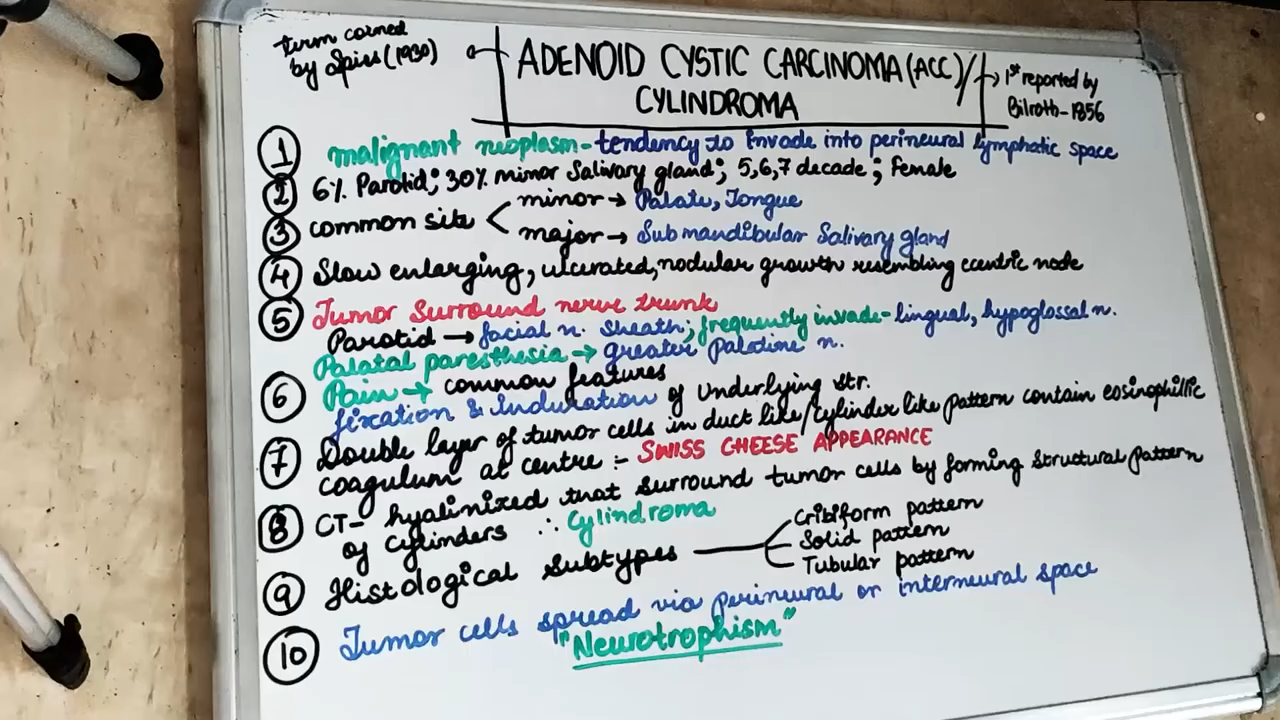 term corned
by Spies (1930)
ADENOID CYSTIC CARCINOMA (ACC)/
CYLINDROMA
1st reported by
Bilroth-1856
1 malignant neoplasm - tendency to invade into perineural lymphatic space
2 6% Parotid; 30% minor Salivary gland; 5,6,7 decade; Female
3 common site < minor → Palate, Tongue
major → Submandibular Salivary gland
4 Slow enlarging, ulcerated, nodular growth resembling ccentric node
5 Tumor Surround nerve trunk
Parotid → facial n. sheath; frequently invade - lingual, hypoglossal n.
Palatal paresthesia → greater Palatine n.
6 Pain → common features
fixation & Induration of Underlying str.
7 Double layer of tumor cells in duct like/cylinder like pattern contain eosinophillic
coagulum at centre :- SWISS CHEESE APPEARANCE
8 CT- hyalinized that surround tumor cells by forming structural pattern
of cylinders ∴ Cylindroma
9 Histological Subtypes
Cribiform pattern
Solid pattern
Tubular pattern
10 Tumor cells spread via perineural or interneural space
"Neurotrophism"